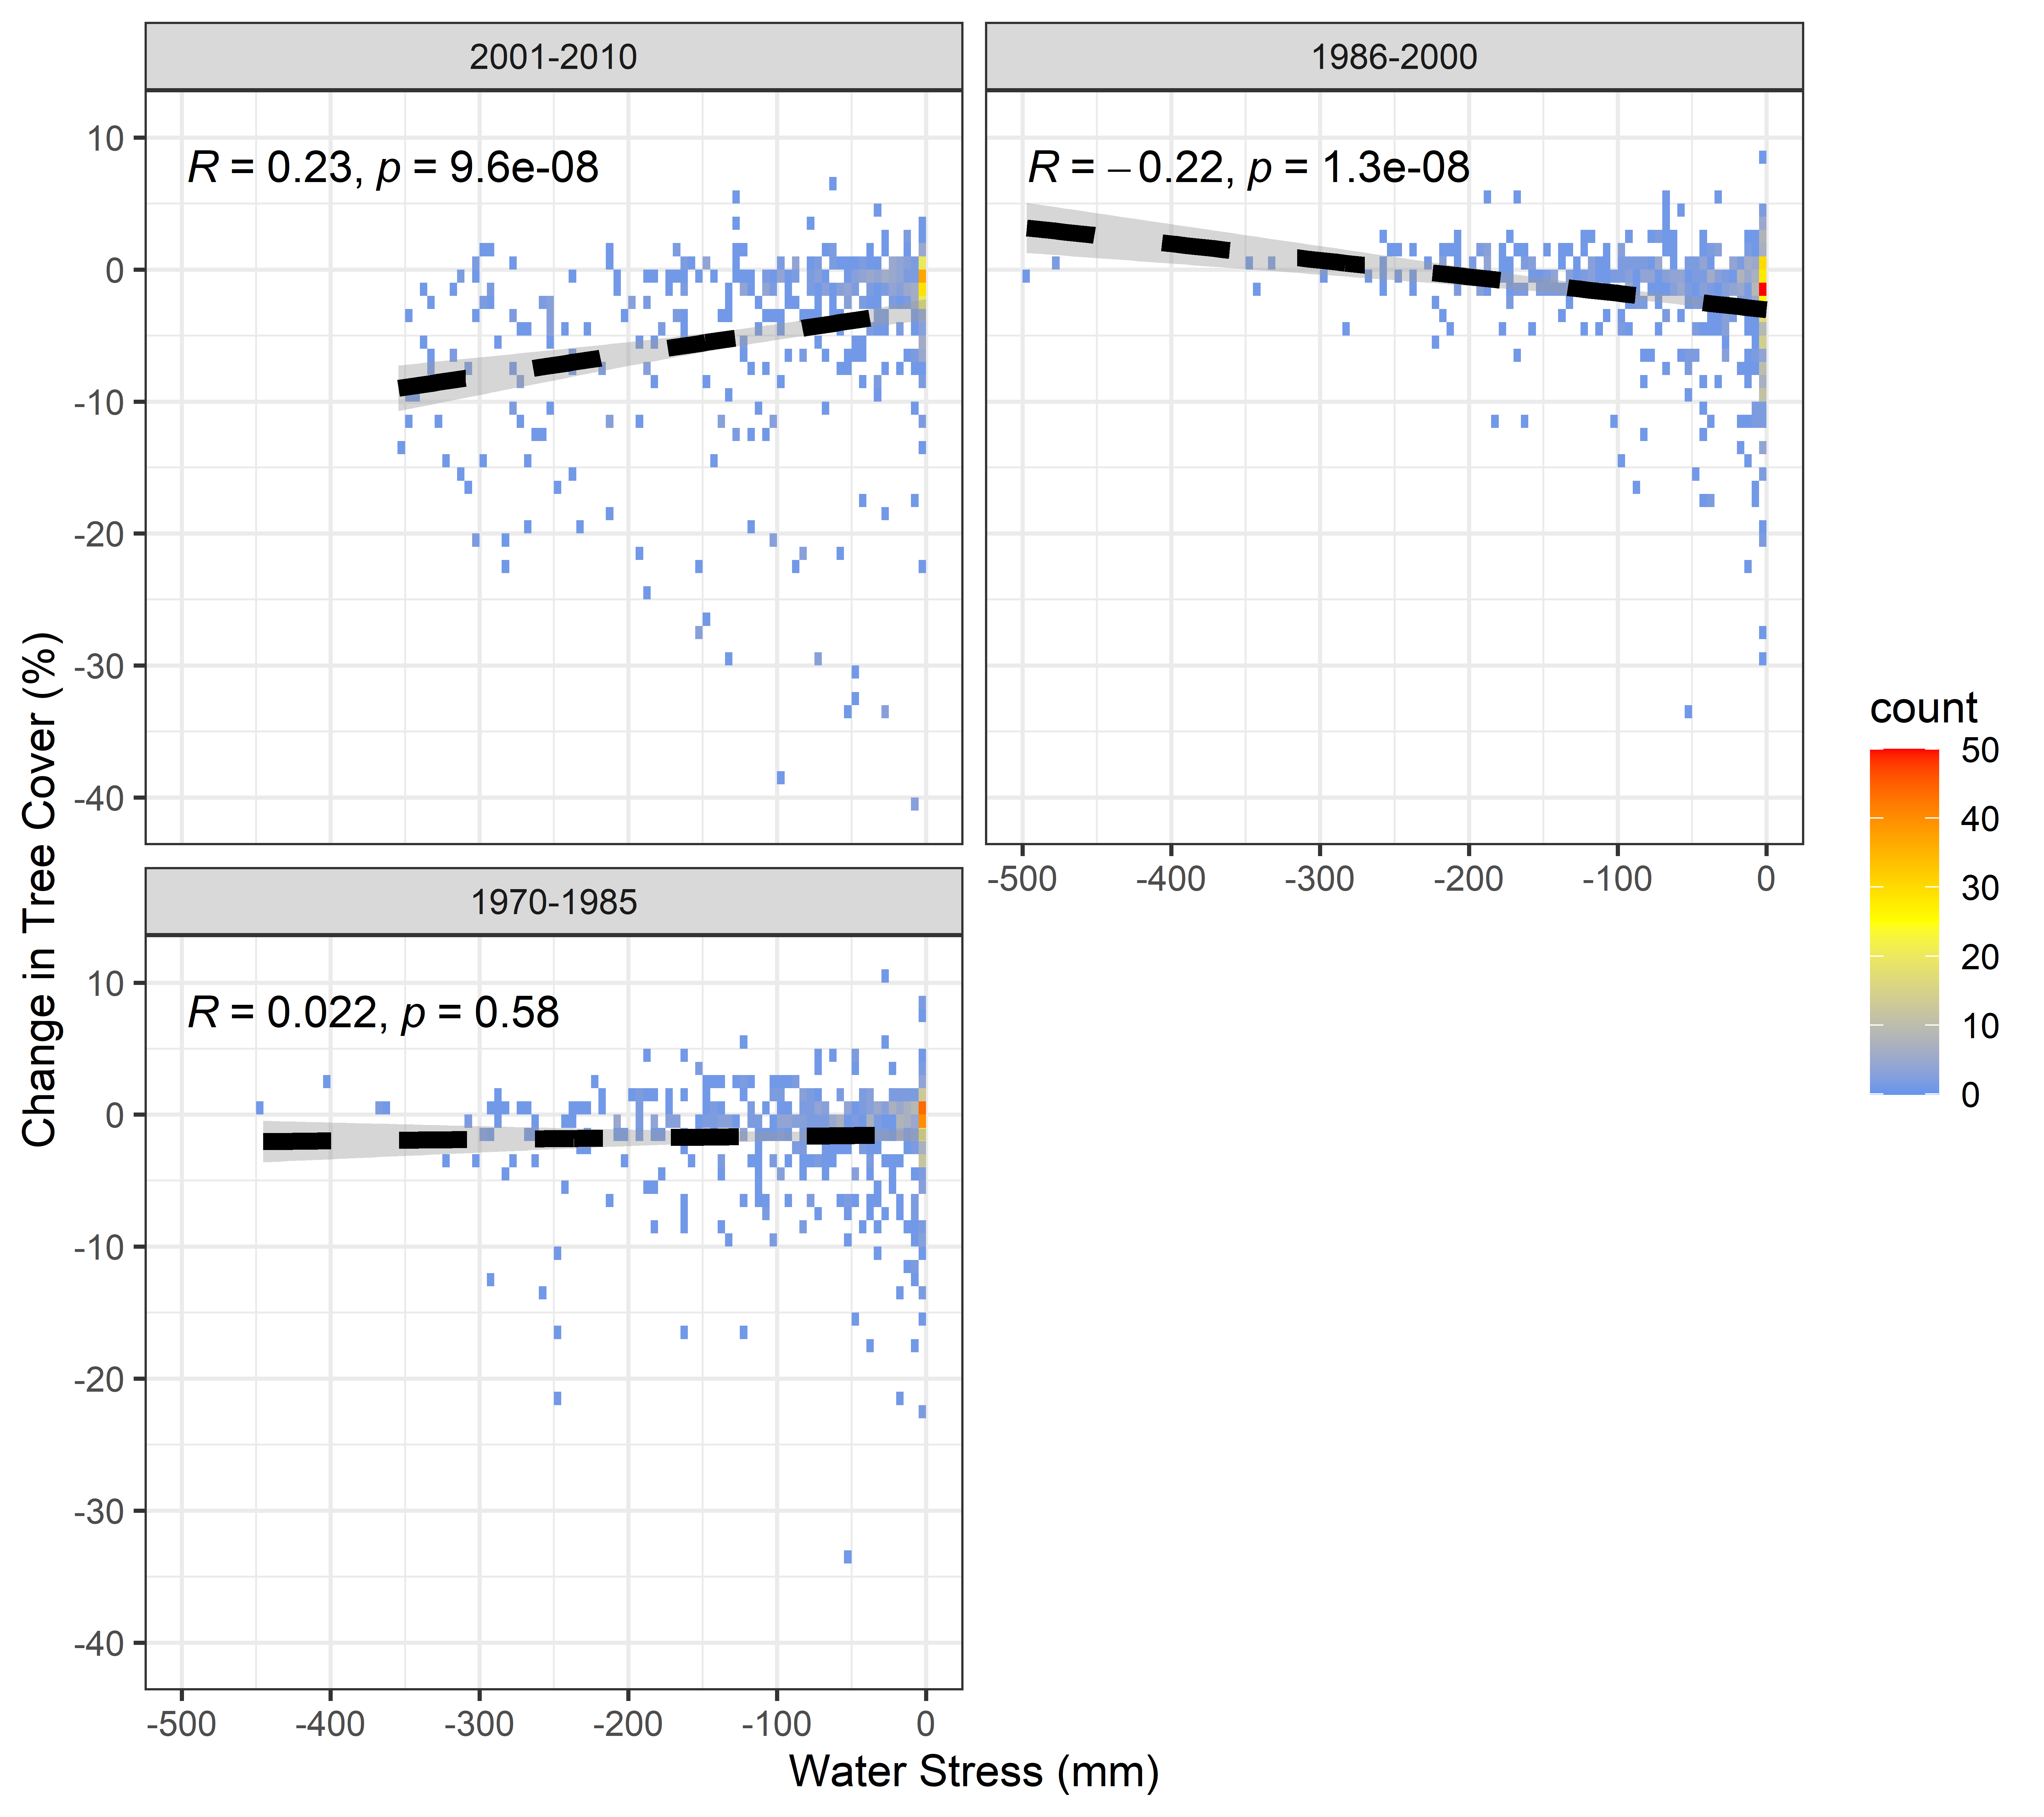 2001-2010
1986-2000
R = 0.23, p = 9.6e-08
R = −0.22, p = 1.3e-08
10
0
-10
-20
-30
-40
-500 -400 -300 -200 -100 0
1970-1985
R = 0.022, p = 0.58
10
0
-10
-20
-30
-40
-500 -400 -300 -200 -100 0
Water Stress (mm)
Change in Tree Cover (%)
count
50
40
30
20
10
0